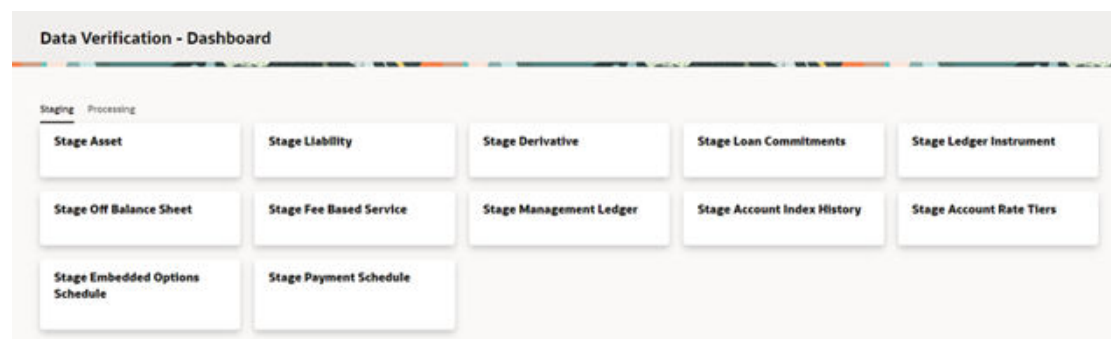 Data Verification - Dashboard
Staging Processing
Stage Asset
Stage Liability
Stage Derivative
Stage Loan Commitments
Stage Ledger Instrument
Stage Off Balance Sheet
Stage Fee Based Service
Stage Management Ledger
Stage Account Index History
Stage Account Rate Tiers
Stage Embedded Options
Schedule
Stage Payment Schedule